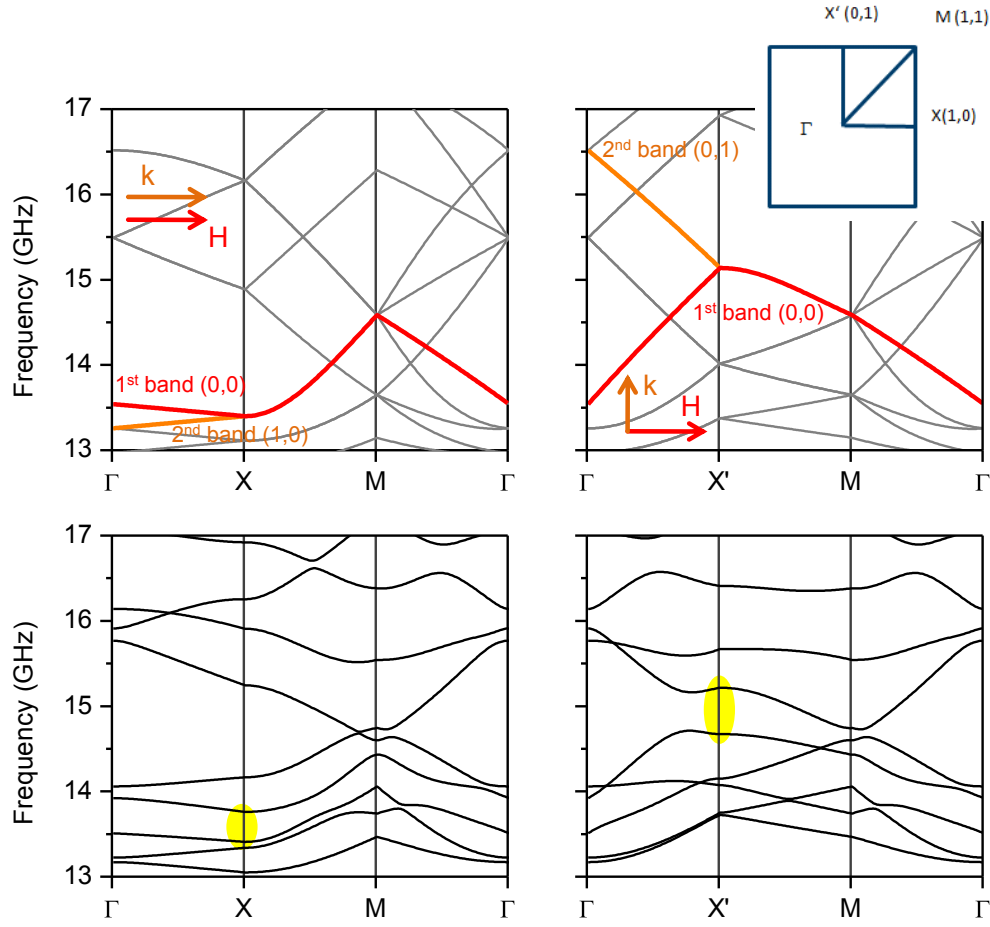 X‘ (0,1)
M (1,1)
Γ
X(1,0)
Frequency (GHz)
17
16
15
14
13
k
H
1st band (0,0)
2nd band (1,0)
Γ
X
M
Γ
2nd band (0,1)
1st band (0,0)
k
H
Γ
X'
M
Γ
Frequency (GHz)
17
16
15
14
13
Γ
X
M
Γ
Γ
X'
M
Γ